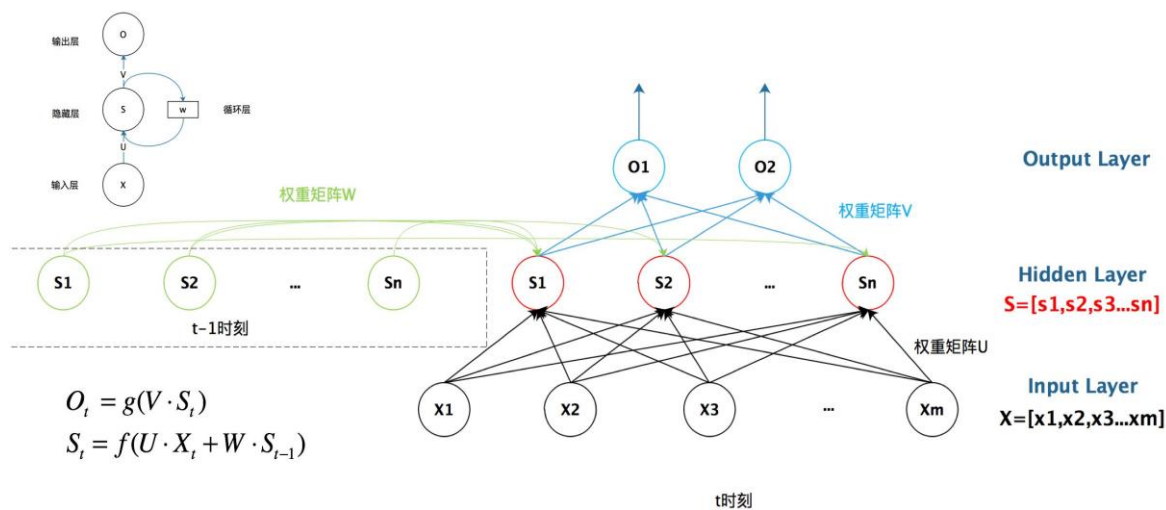 输出层
O
V
隐藏层
S
w
循环层
U
输入层
X
权重矩阵W
O1
O2
Output Layer
权重矩阵V
S1
S2
...
Sn
t-1时刻
S1
S2
...
Sn
Hidden Layer
S=[s1,s2,s3...sn]
权重矩阵U
X1
X2
X3
...
Xm
Input Layer
X=[x1,x2,x3...xm]
O_t = g(V·S_t)
S_t = f(U·X_t + W·S_{t-1})
t时刻